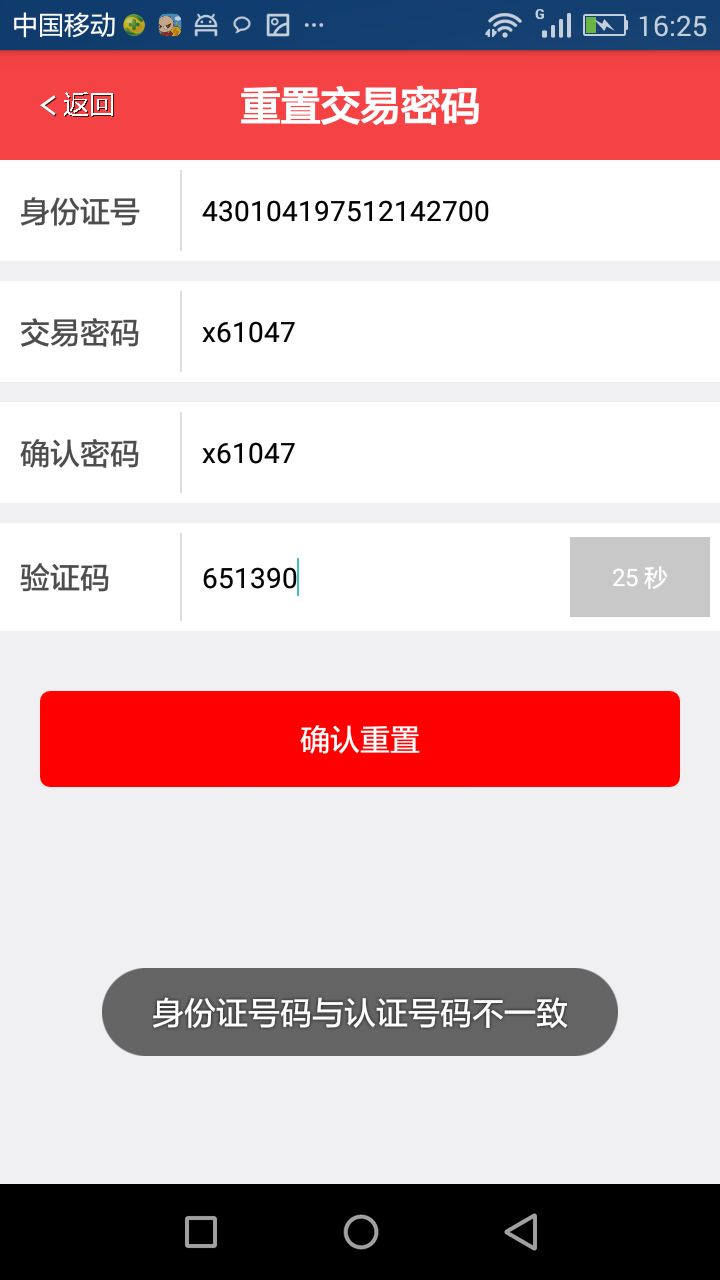 中国移动 G 16:25
< 返回 重置交易密码
身份证号 430104197512142700
交易密码 x61047
确认密码 x61047
验证码 651390 25 秒
确认重置
身份证号码与认证号码不一致